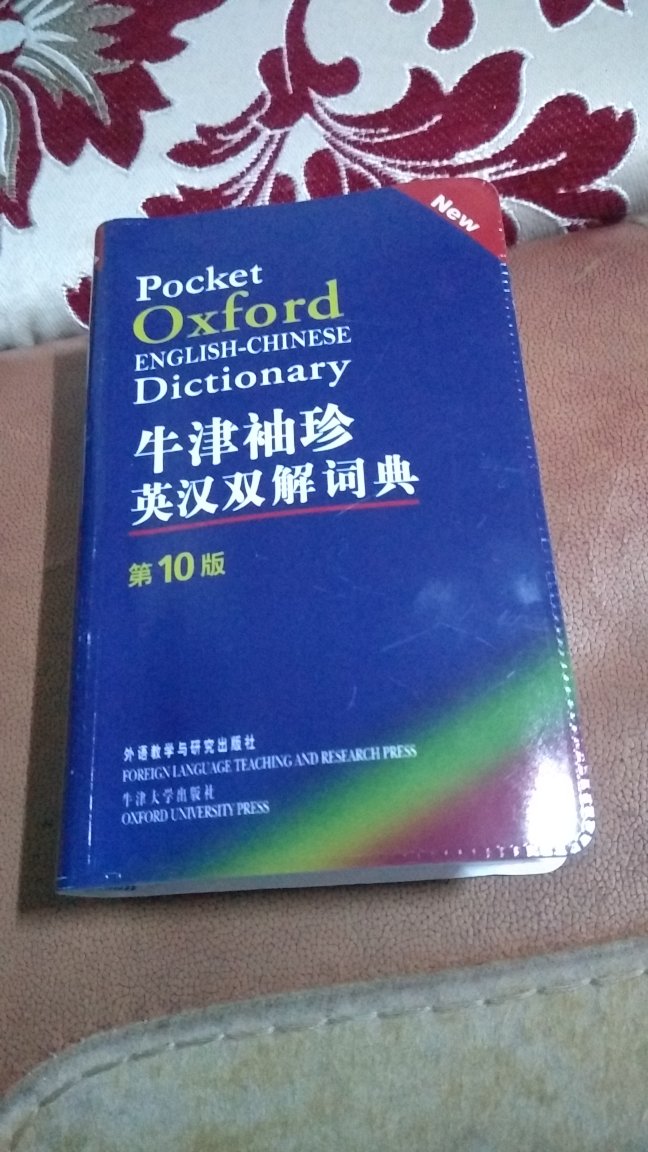 New
Pocket
Oxford
ENGLISH-CHINESE
Dictionary
牛津袖珍
英汉双解词典
第10版
外语教学与研究出版社
FOREIGN LANGUAGE TEACHING AND RESEARCH PRESS
牛津大学出版社
OXFORD UNIVERSITY PRESS